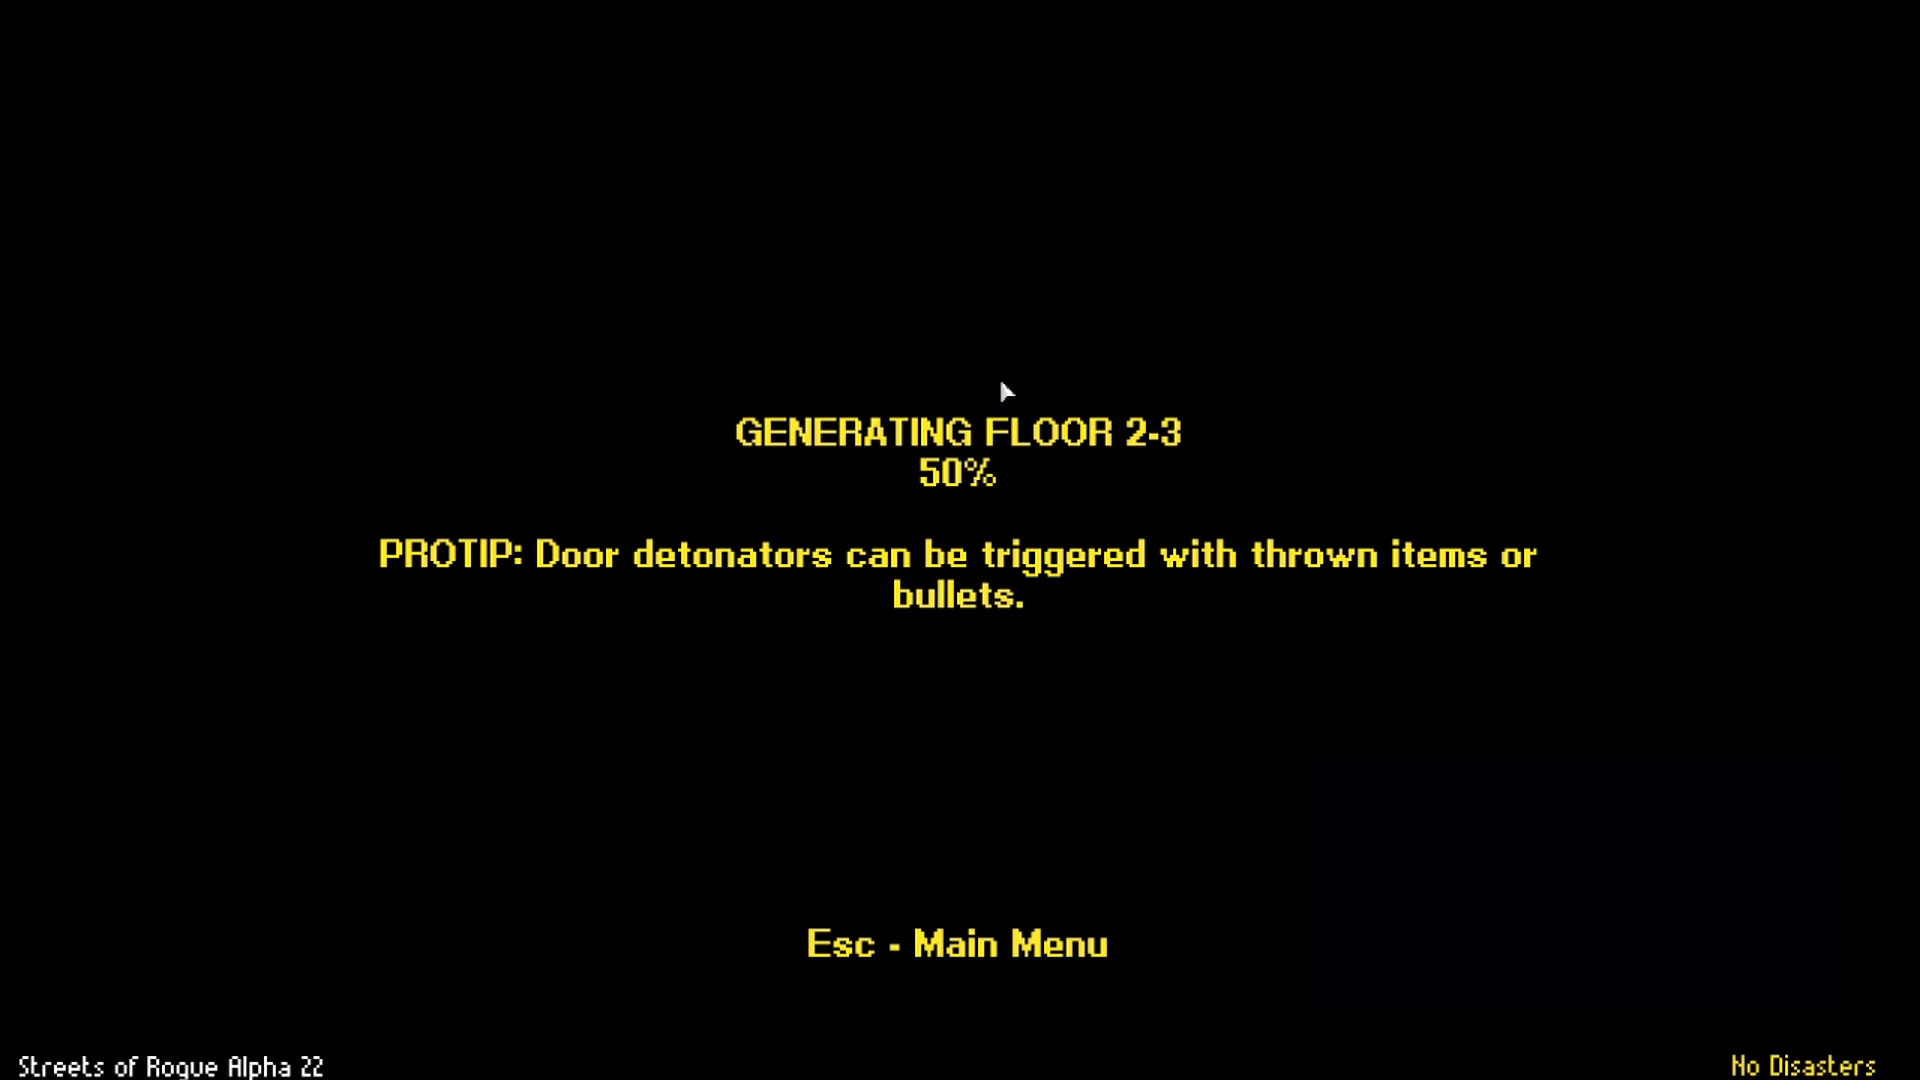 GENERATING FLOOR 2-3
50%
PROTIP: Door detonators can be triggered with thrown items or
bullets.
Esc - Main Menu
Streets of Rogue Alpha 22
No Disasters